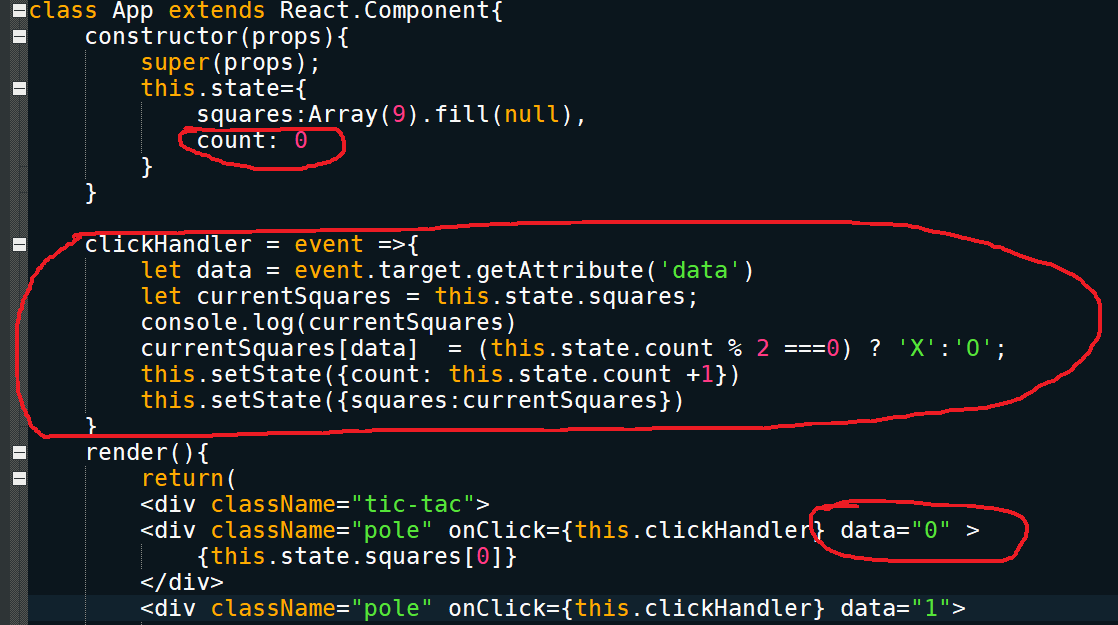 class App extends React.Component{
constructor(props){
super(props);
this.state={
squares:Array(9).fill(null),
count: 0
}
}
clickHandler = event =>{
let data = event.target.getAttribute('data')
let currentSquares = this.state.squares;
console.log(currentSquares)
currentSquares[data]  = (this.state.count % 2 ===0) ? 'X':'O';
this.setState({count: this.state.count +1})
this.setState({squares:currentSquares})
}
render(){
return(
<div className="tic-tac">
<div className="pole" onClick={this.clickHandler} data="0" >
{this.state.squares[0]}
</div>
<div className="pole" onClick={this.clickHandler} data="1">